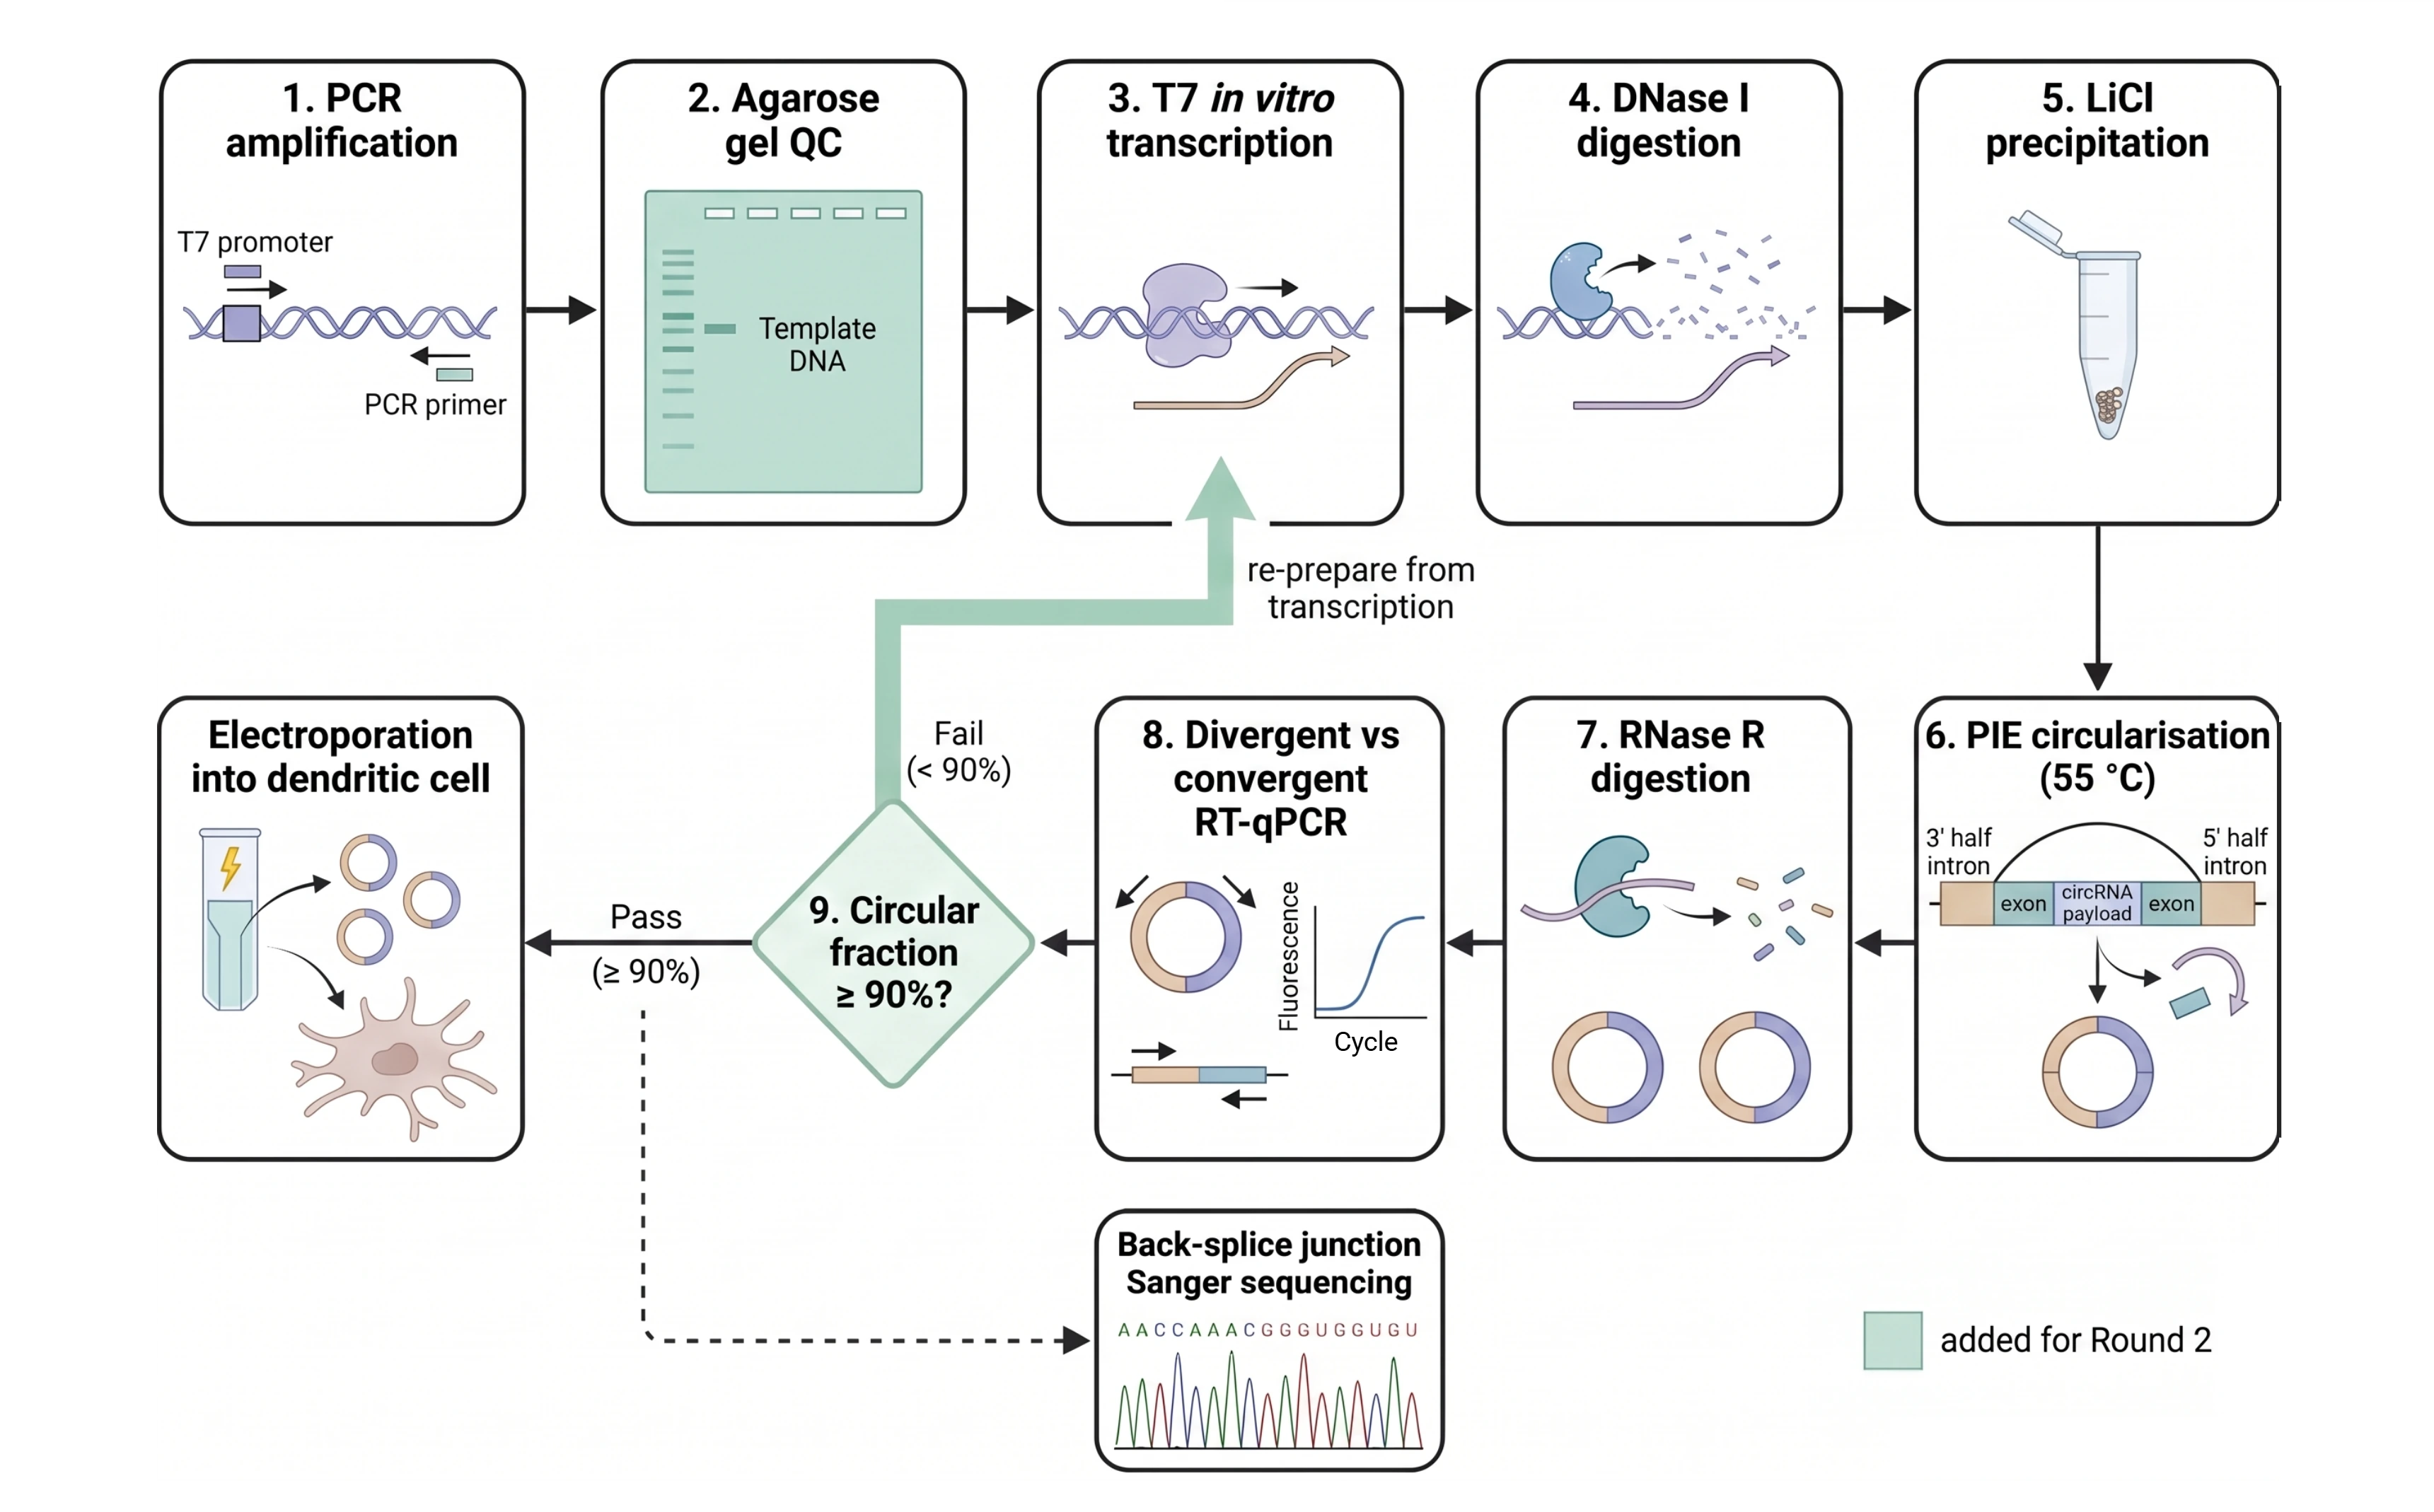 1. PCR
amplification
T7 promoter
PCR primer
2. Agarose
gel QC
Template
DNA
3. T7 in vitro
transcription
4. DNase I
digestion
5. LiCl
precipitation
re-prepare from
transcription
Electroporation
into dendritic cell
Pass
(≥ 90%)
Fail
(< 90%)
9. Circular
fraction
≥ 90%?
8. Divergent vs
convergent
RT-qPCR
Fluorescence
Cycle
7. RNase R
digestion
6. PIE circularisation
(55 °C)
3' half
intron
5' half
intron
exon
circRNA
payload
exon
Back-splice junction
Sanger sequencing
AACCAAACGGGUGGUGU
added for Round 2